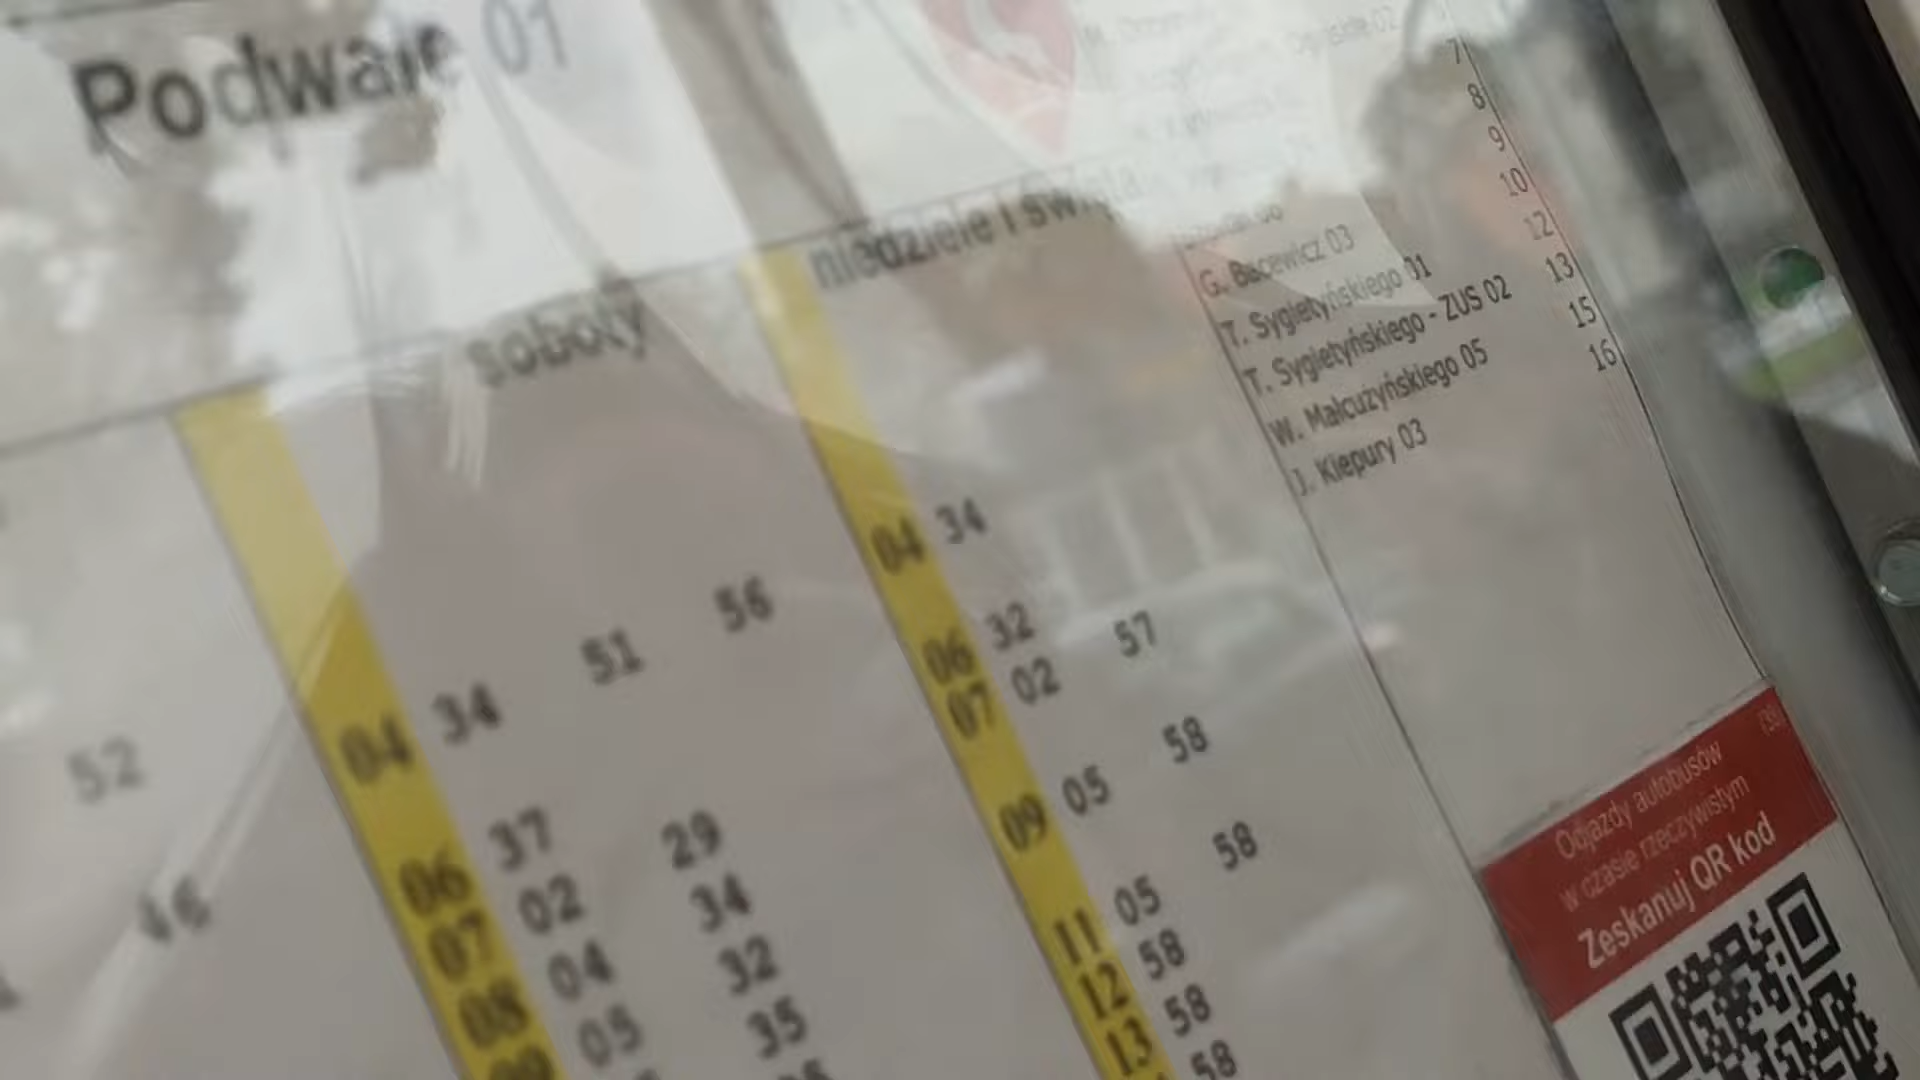 Podwale 01
niedziele i święta
soboty
7
8
9
10
G. Bacewicz 03 12
T. Sygietyńskiego 01 13
T. Sygietyńskiego - ZUS 02 15
W. Małcużyńskiego 05 16
J. Kiepury 03
52
46
04 34 51 56
06 37
07 02 29
08 04 34
09 05 32
35
04 34
06 32
07 02 57
58
09 05
58
11 05
12 58
13 58
58
Odjazdy autobusów
w czasie rzeczywistym
Zeskanuj QR kod